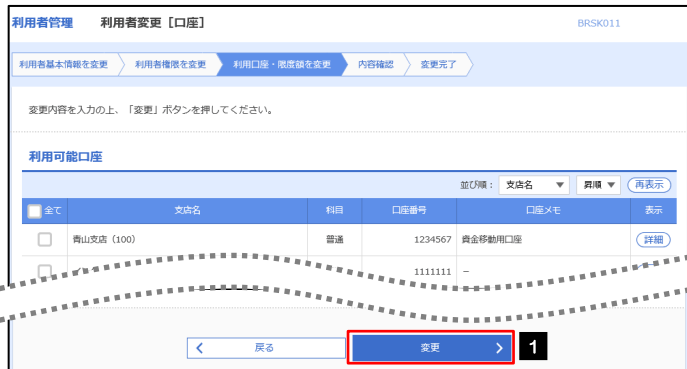 利用者管理 利用者変更［口座］ BRSK011
利用者基本情報を変更 利用者権限を変更 利用口座・限度額を変更 内容確認 変更完了
変更内容を入力の上、「変更」ボタンを押してください。
利用可能口座
並び順： 支店名 ▼ 昇順 ▼ 再表示
全て 支店名 科目 口座番号 口座メモ 表示
青山支店（100） 普通 1234567 資金移動用口座 詳細
1111111 －
戻る 変更 1